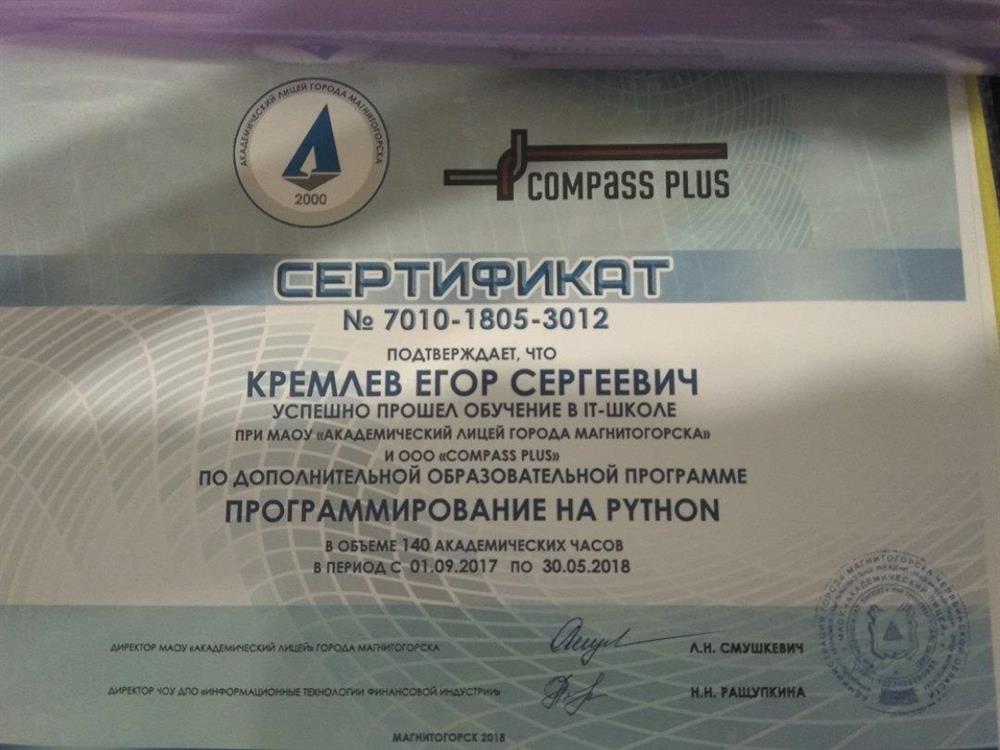 АКАДЕМИЧЕСКИЙ ЛИЦЕЙ ГОРОДА МАГНИТОГОРСКА
2000
COMPASS PLUS
СЕРТИФИКАТ
№ 7010-1805-3012
ПОДТВЕРЖДАЕТ, ЧТО
КРЕМЛЕВ ЕГОР СЕРГЕЕВИЧ
УСПЕШНО ПРОШЕЛ ОБУЧЕНИЕ В IT-ШКОЛЕ
ПРИ МАОУ «АКАДЕМИЧЕСКИЙ ЛИЦЕЙ ГОРОДА МАГНИТОГОРСКА»
И ООО «COMPASS PLUS»
ПО ДОПОЛНИТЕЛЬНОЙ ОБРАЗОВАТЕЛЬНОЙ ПРОГРАММЕ
ПРОГРАММИРОВАНИЕ НА PYTHON
В ОБЪЕМЕ 140 АКАДЕМИЧЕСКИХ ЧАСОВ
В ПЕРИОД С 01.09.2017 ПО 30.05.2018
ДИРЕКТОР МАОУ «АКАДЕМИЧЕСКИЙ ЛИЦЕЙ» ГОРОДА МАГНИТОГОРСКА
Л.Н. СМУШКЕВИЧ
ДИРЕКТОР ЧОУ ДПО «ИНФОРМАЦИОННЫЕ ТЕХНОЛОГИИ ФИНАНСОВОЙ ИНДУСТРИИ»
Н.Н. РАЩУПКИНА
МАГНИТОГОРСК 2018